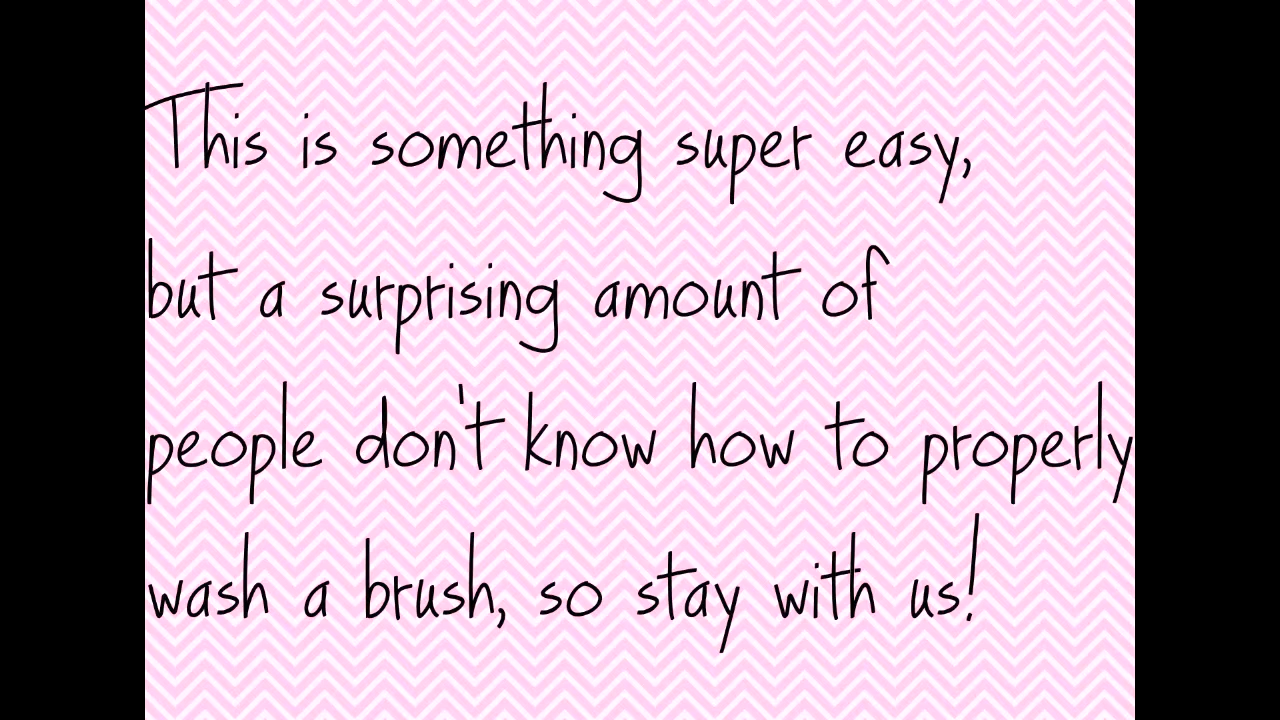 This is something super easy,
but a surprising amount of
people don't know how to properly
wash a brush, so stay with us!